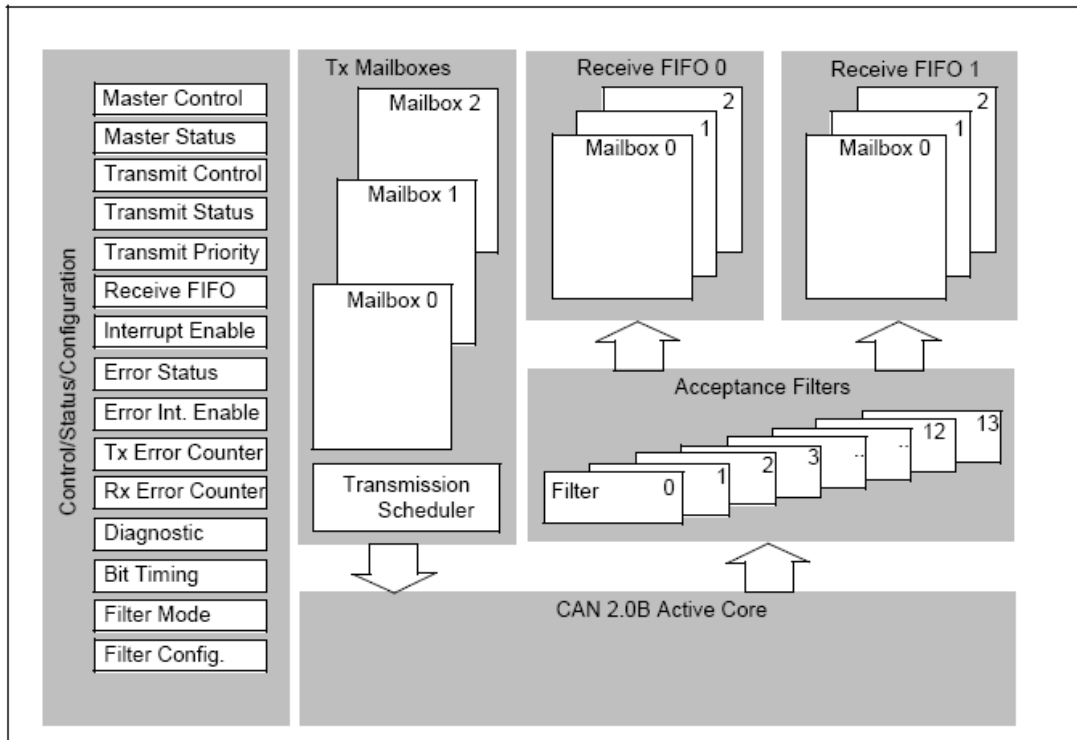 Control/Status/Configuration
Master Control
Master Status
Transmit Control
Transmit Status
Transmit Priority
Receive FIFO
Interrupt Enable
Error Status
Error Int. Enable
Tx Error Counter
Rx Error Counter
Diagnostic
Bit Timing
Filter Mode
Filter Config.
Tx Mailboxes
Mailbox 2
Mailbox 1
Mailbox 0
Transmission
Scheduler
Receive FIFO 0
2
1
Mailbox 0
Receive FIFO 1
2
1
Mailbox 0
Acceptance Filters
Filter 0
1
2
3
..
..
12
13
CAN 2.0B Active Core